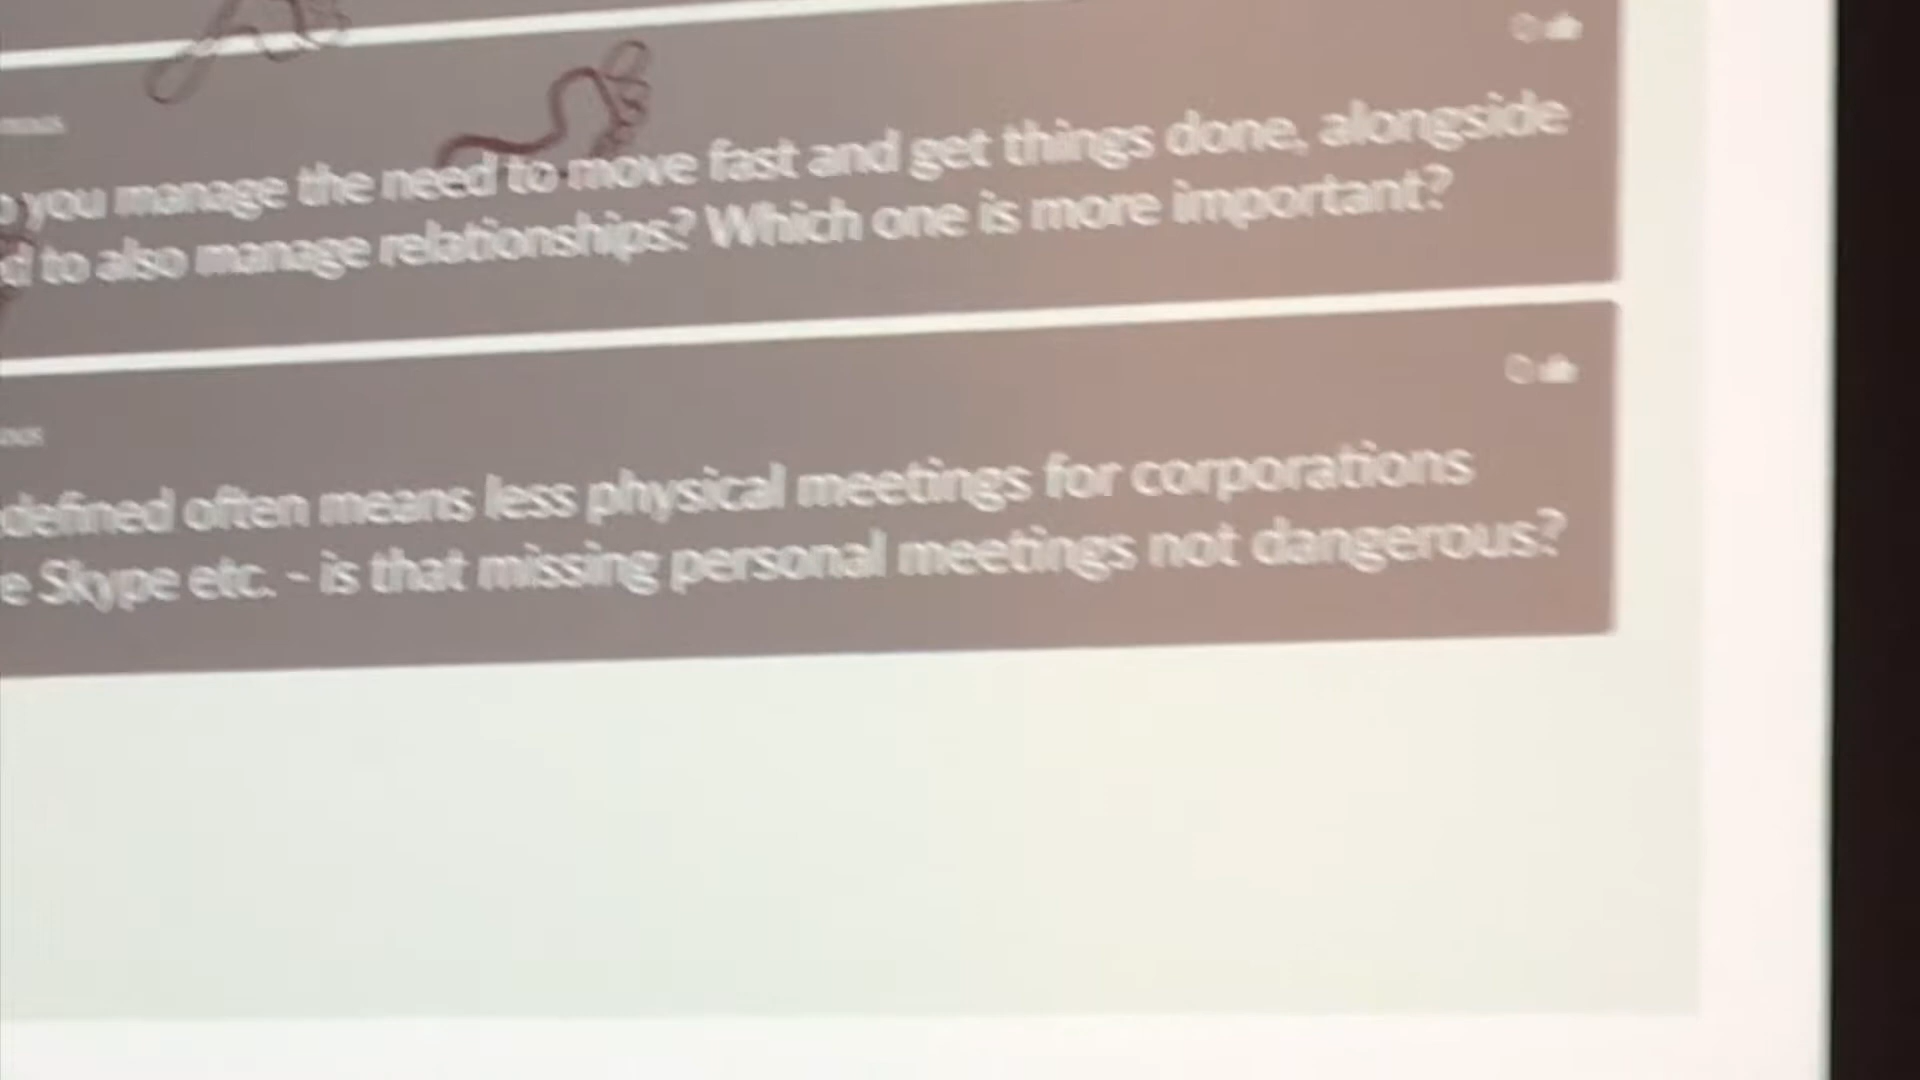 you manage the need to move fast and get things done, alongside
to also manage relationships? Which one is more important?
0
defined often means less physical meetings for corporations
e Skype etc. - is that missing personal meetings not dangerous?